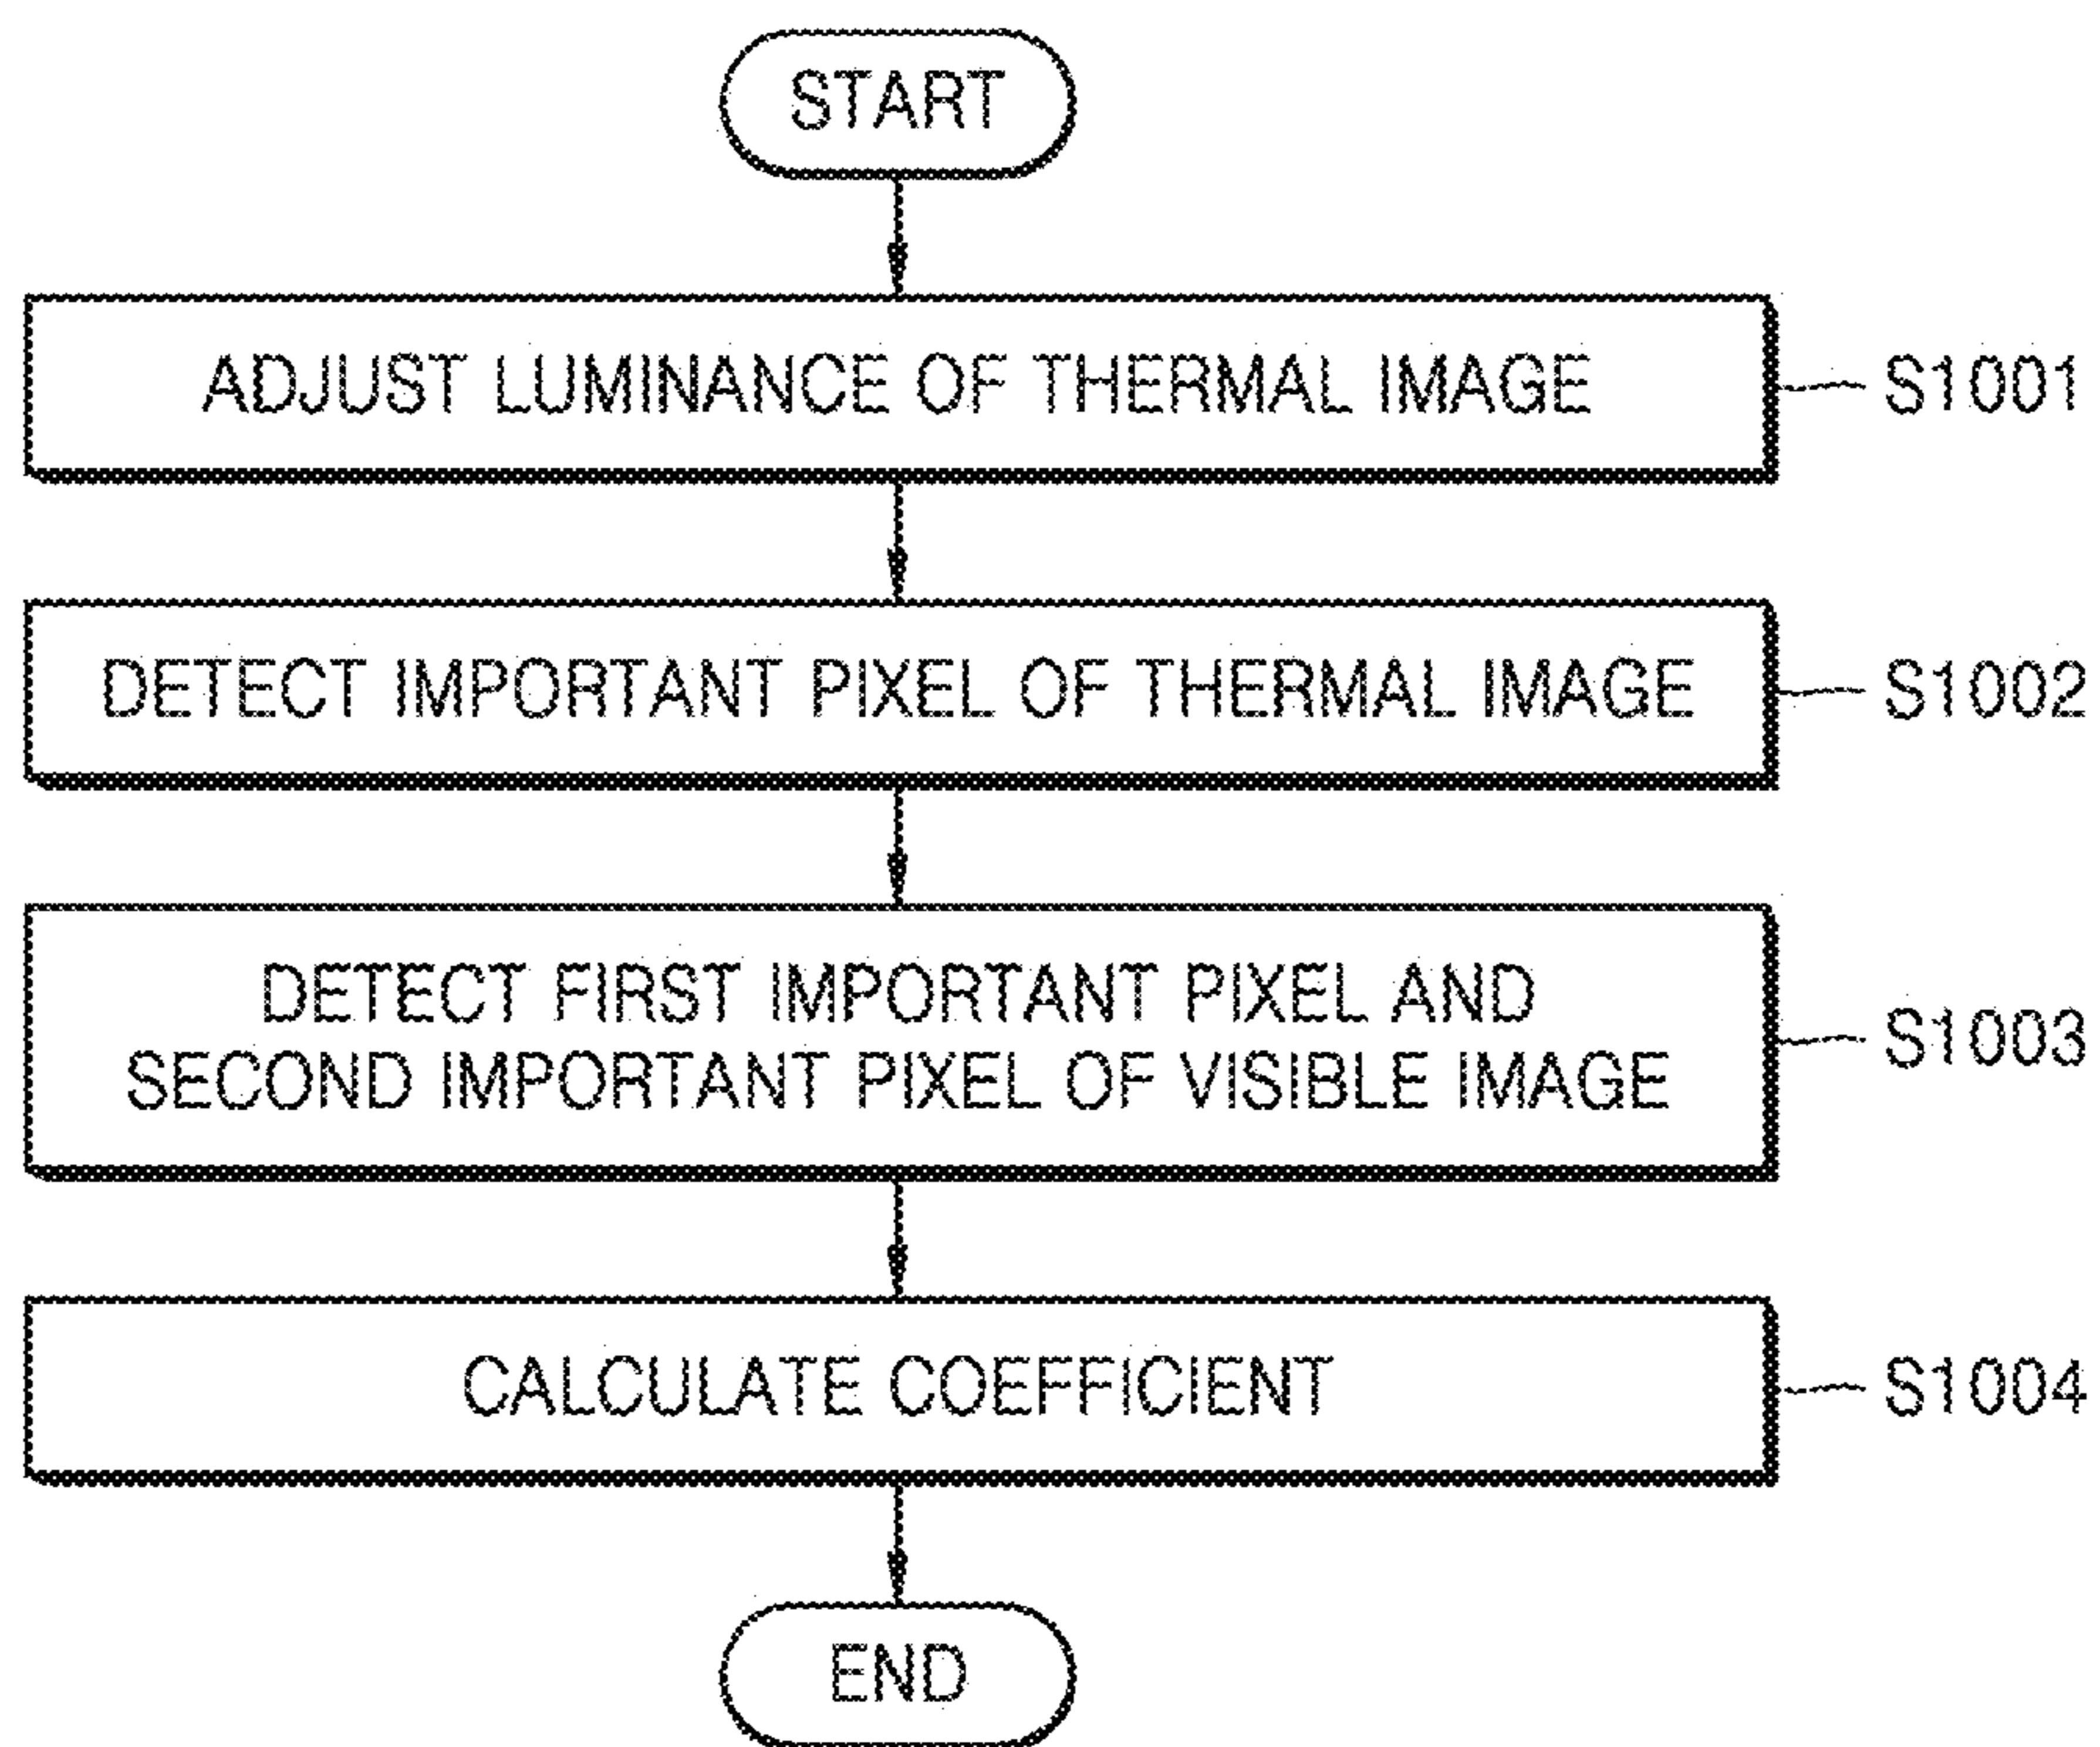 START
ADJUST LUMINANCE OF THERMAL IMAGE
S1001
DETECT IMPORTANT PIXEL OF THERMAL IMAGE
S1002
DETECT FIRST IMPORTANT PIXEL AND
SECOND IMPORTANT PIXEL OF VISIBLE IMAGE
S1003
CALCULATE COEFFICIENT
S1004
END